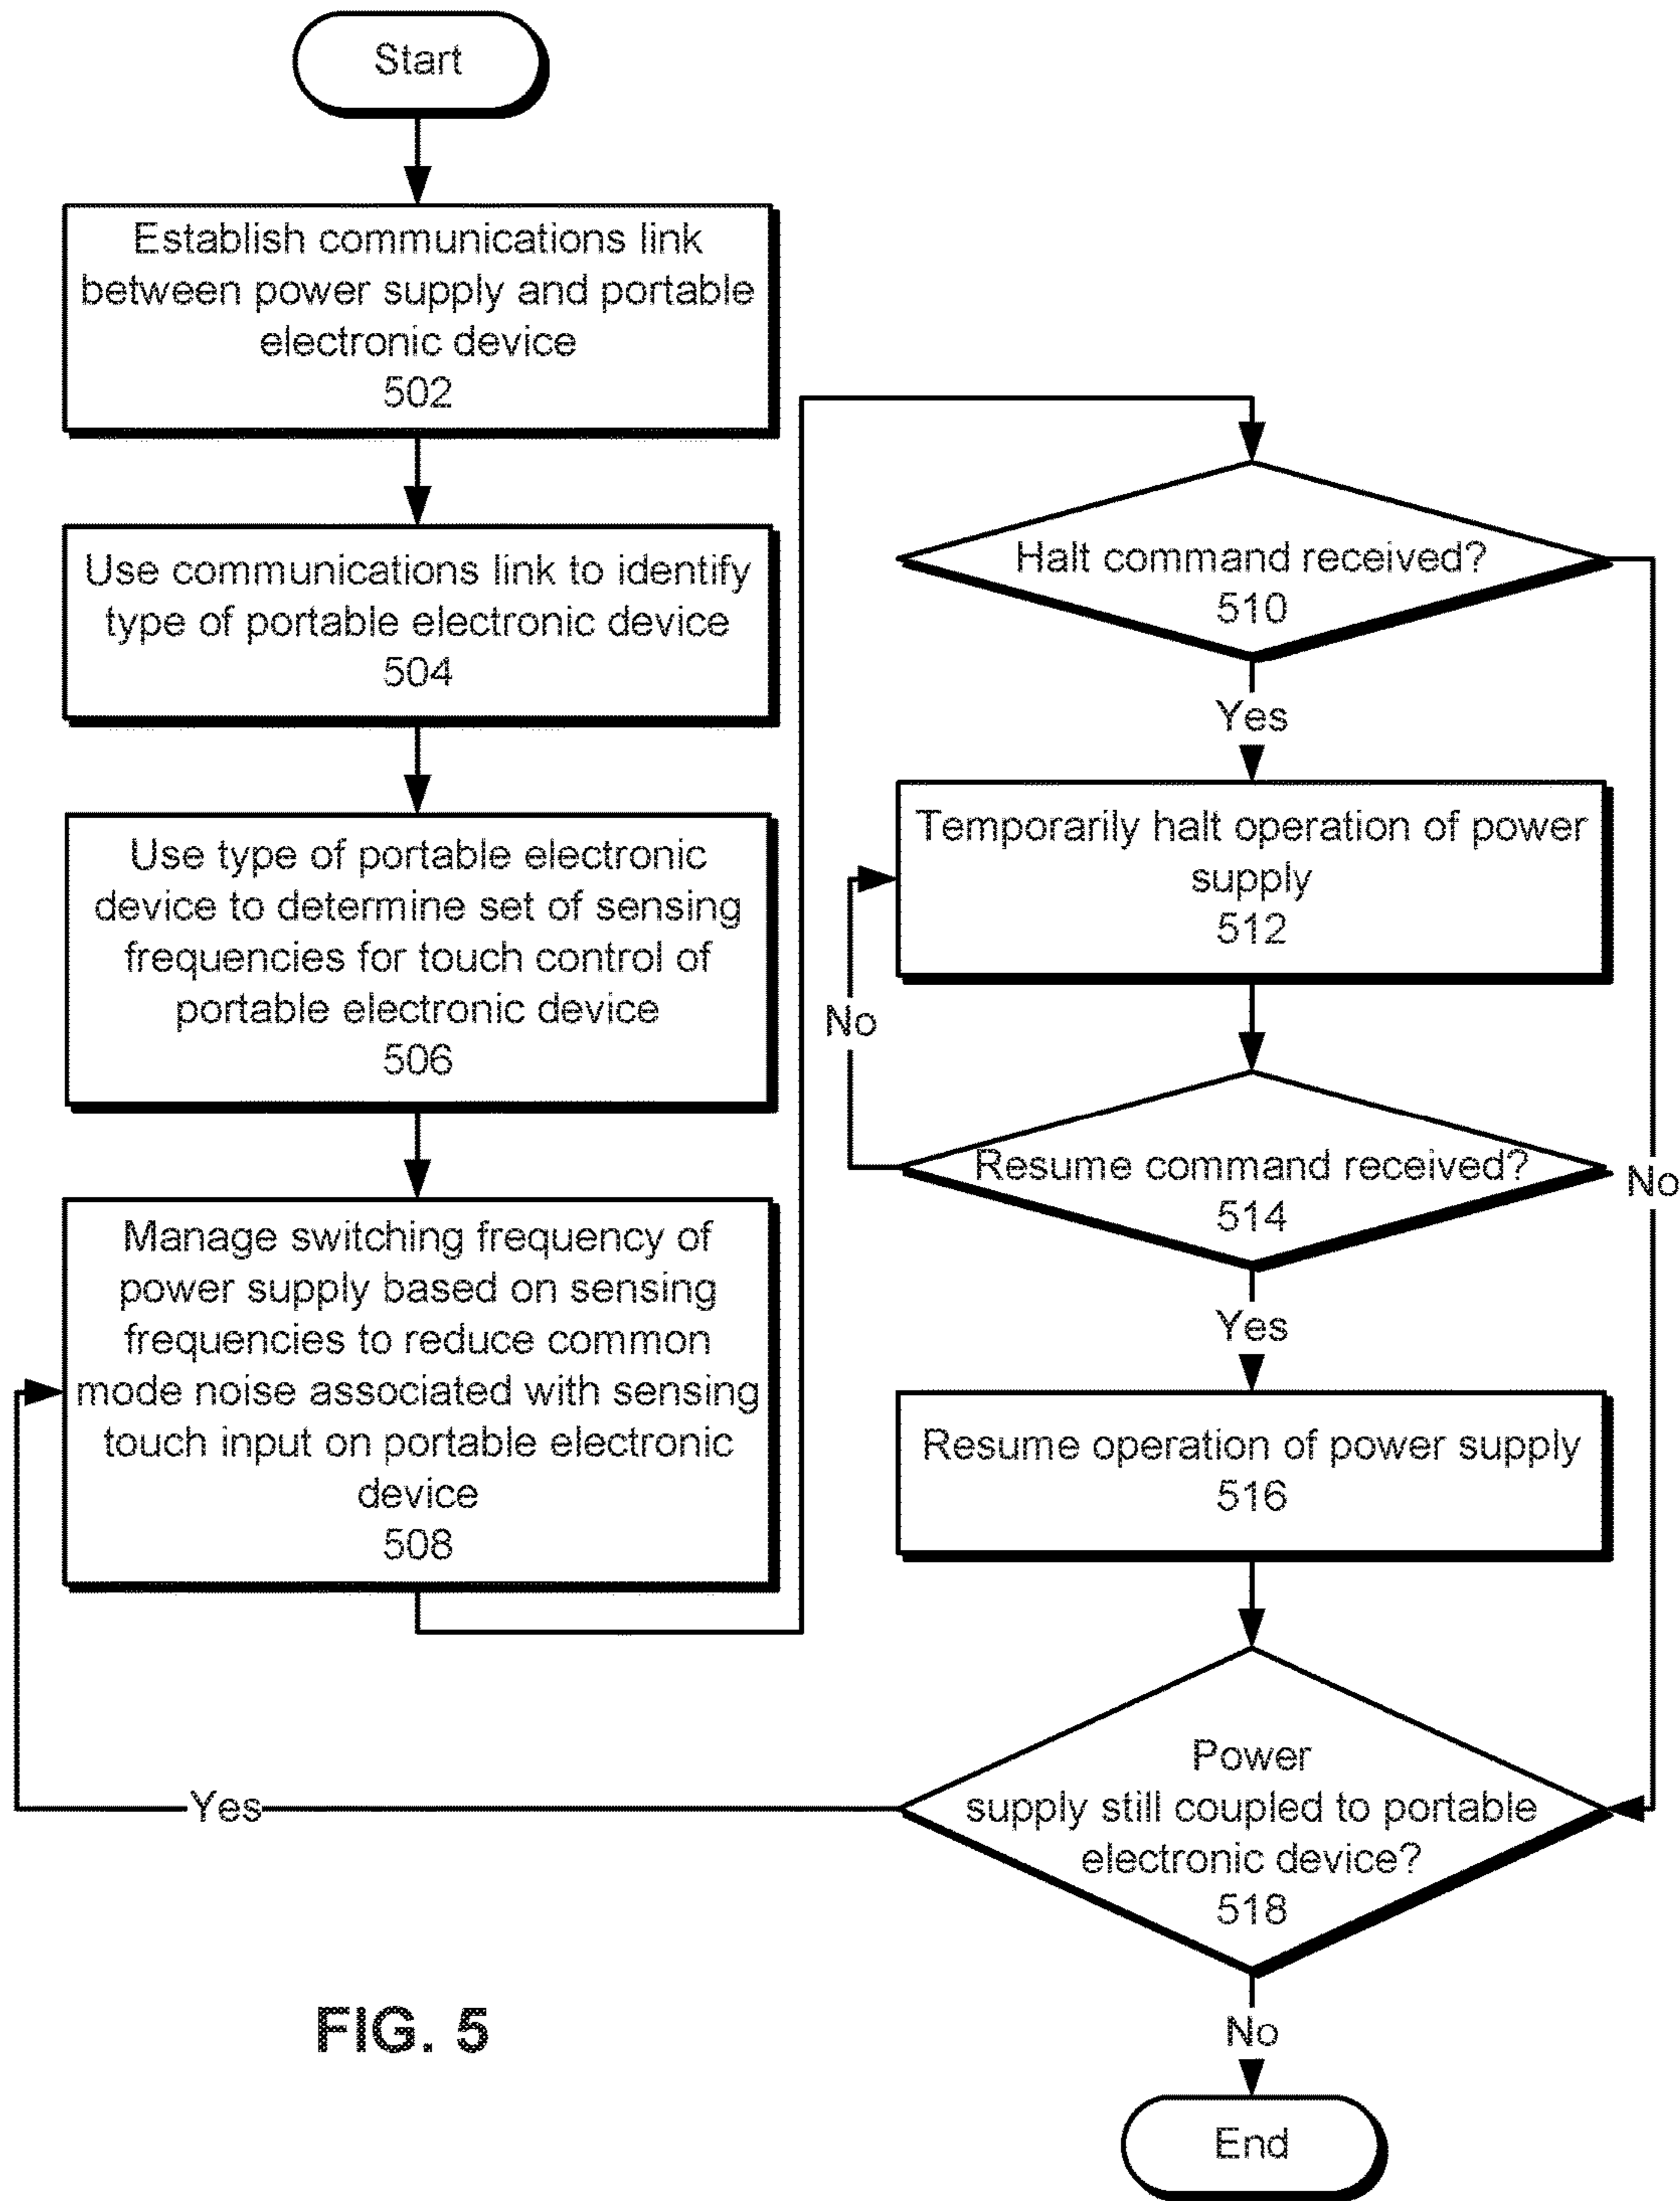 Start
Establish communications link
between power supply and portable
electronic device
502
Use communications link to identify
type of portable electronic device
504
Use type of portable electronic
device to determine set of sensing
frequencies for touch control of
portable electronic device
506
Manage switching frequency of
power supply based on sensing
frequencies to reduce common
mode noise associated with sensing
touch input on portable electronic
device
508
Halt command received?
510
Yes
No
Temporarily halt operation of power
supply
512
No
Resume command received?
514
Yes
Resume operation of power supply
516
Power
supply still coupled to portable
electronic device?
518
Yes
No
End
FIG. 5